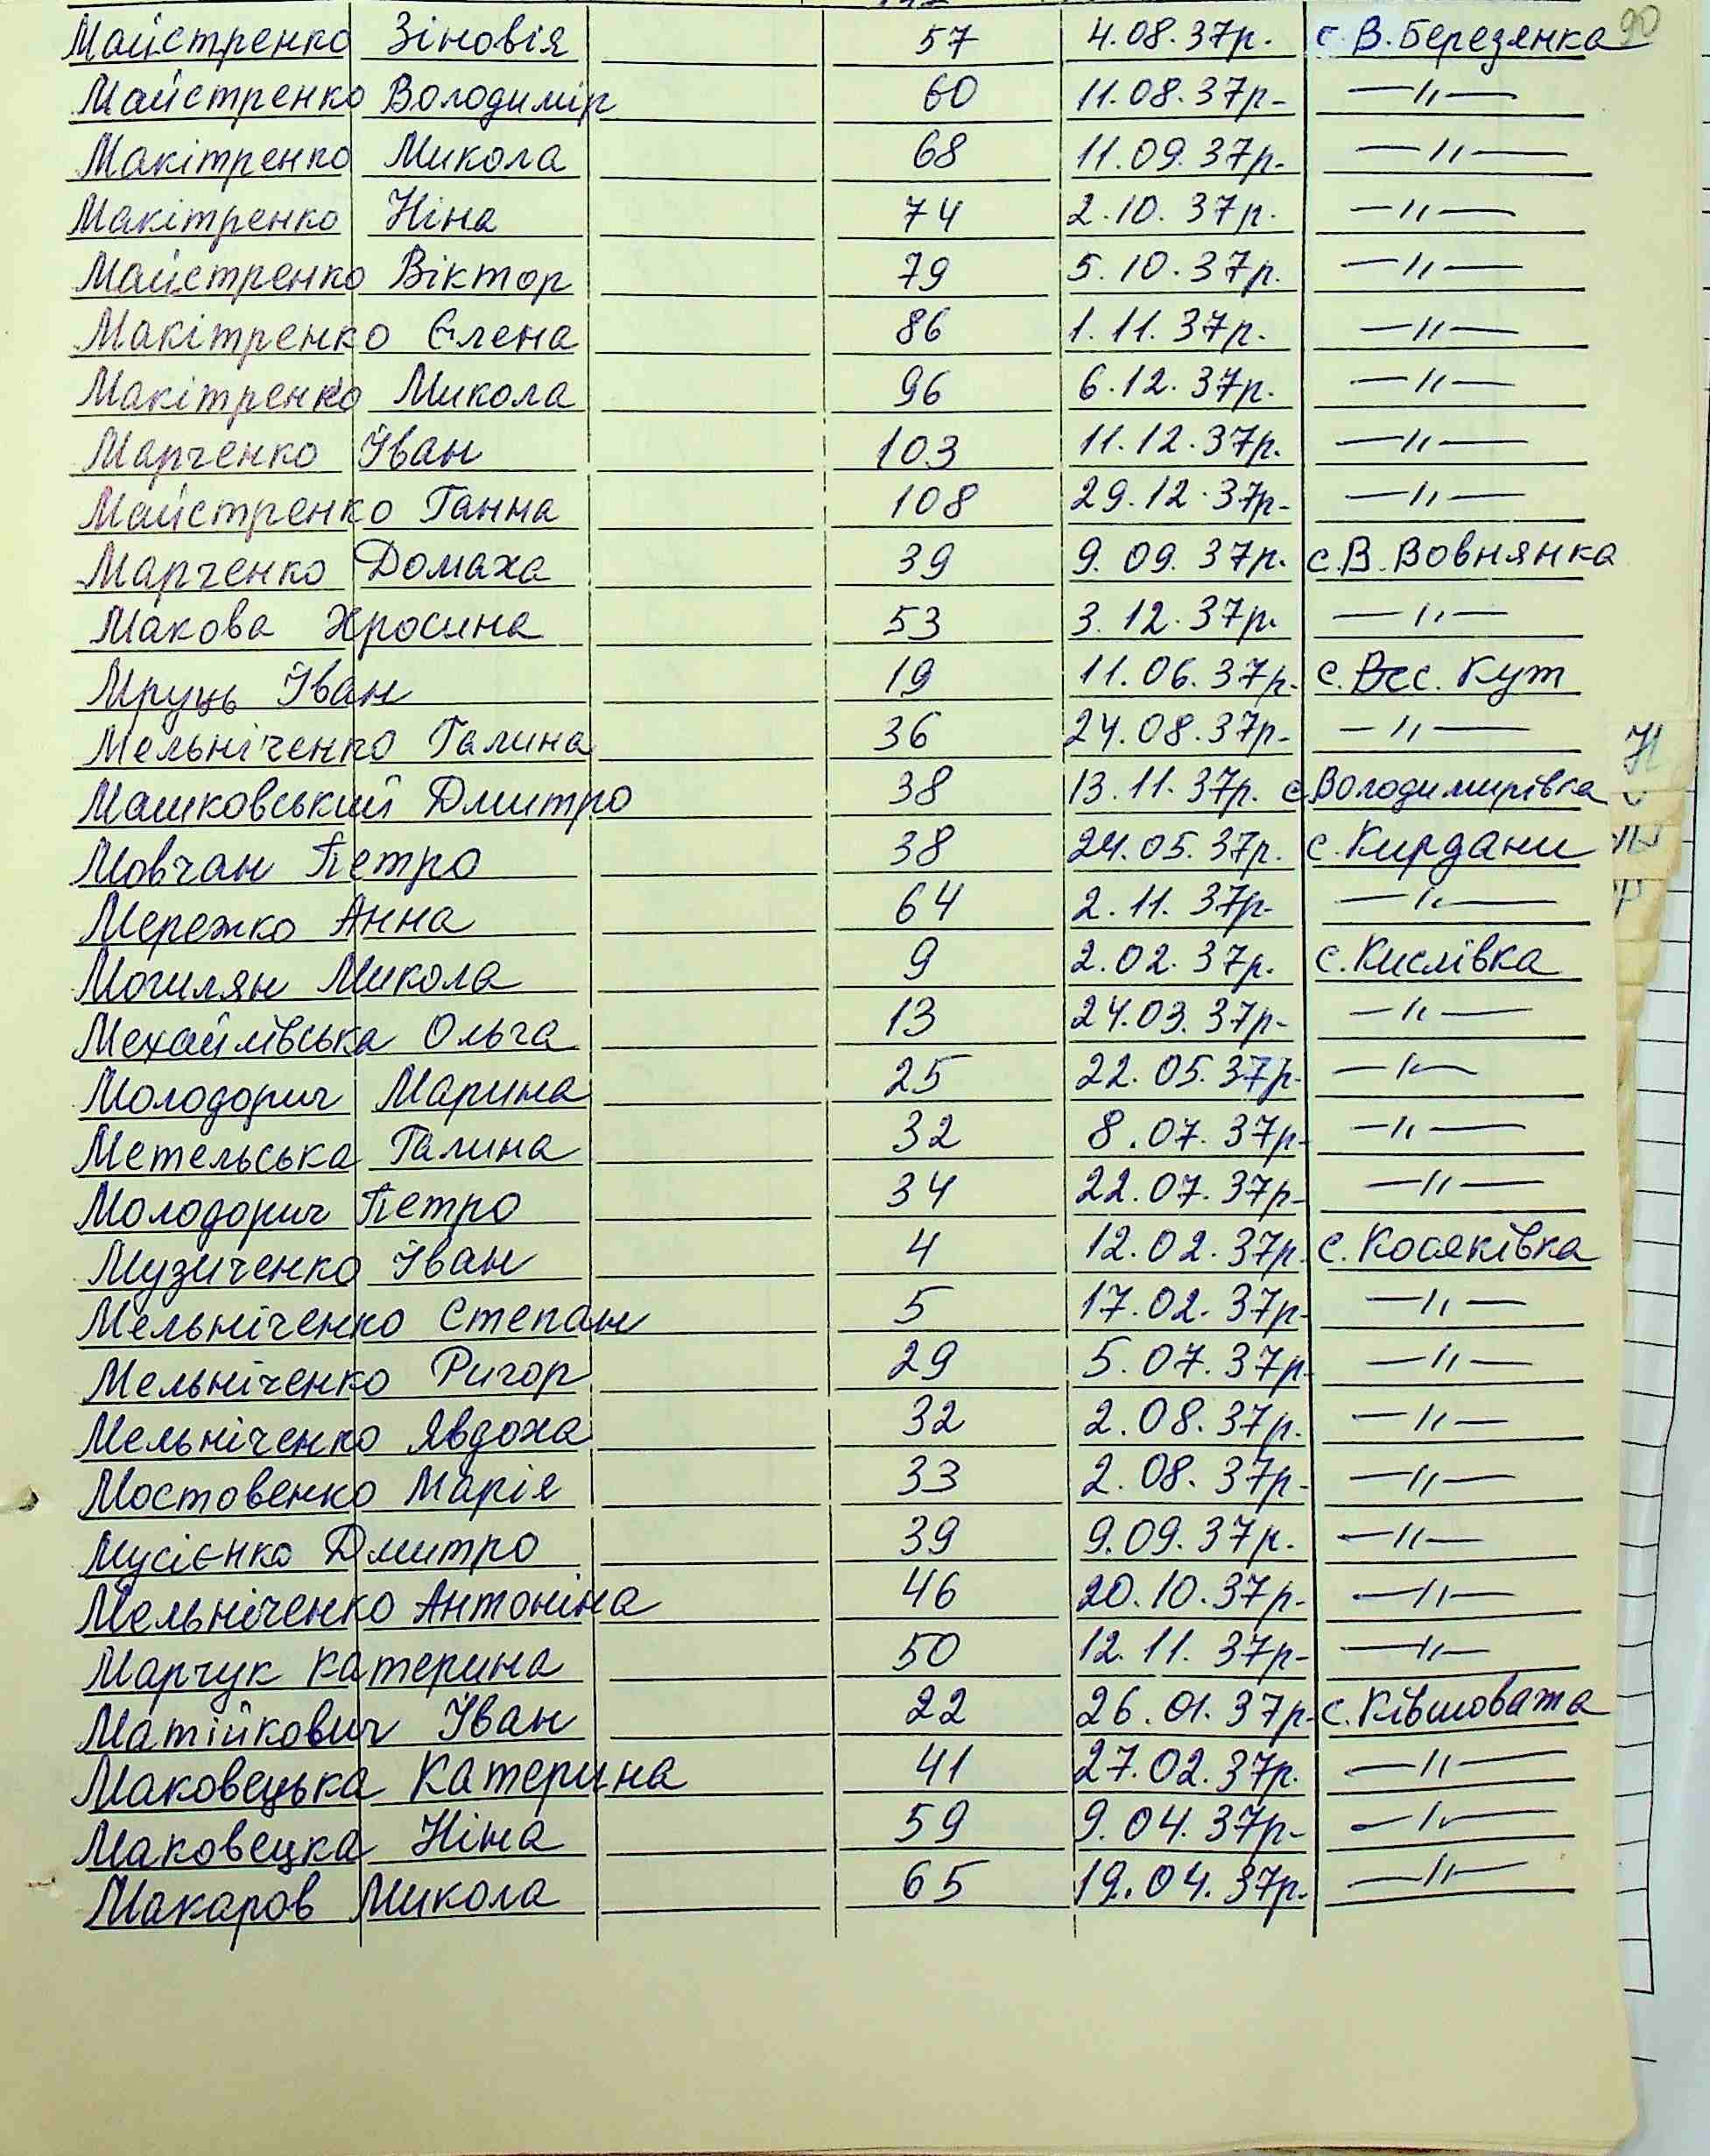 Майстренко Зіновія 57 4.08.37р. с. В. Березянка 90
Майстренко Володимір 60 11.08.37р. —〃—
Макітренко Микола 68 11.09.37р. —〃—
Макітренко Ніна 74 2.10.37р. —〃—
Майстренко Віктор 79 5.10.37р. —〃—
Макітренко Єлена 86 1.11.37р. —〃—
Макітренко Микола 96 6.12.37р. —〃—
Марченко Іван 103 11.12.37р. —〃—
Майстренко Ганна 108 29.12.37р. —〃—
Марченко Домаха 39 9.09.37р. с. В. Вовнянка
Макова Хросина 53 3.12.37р. —〃—
Мруць Іван 19 11.06.37р. с. Вес. Кут
Мельніченко Галина 36 24.08.37р. —〃—
Машковський Дмитро 38 13.11.37р. с. Володимирівка
Мовчан Петро 38 24.05.37р. с. Кирдани
Мережко Анна 64 2.11.37р. —〃—
Могилян Микола 9 2.02.37р. с. Кислівка
Мехайлівська Ольга 13 24.03.37р. —〃—
Молодорич Марина 25 22.05.37р. —〃—
Метельська Галина 32 8.07.37р. —〃—
Молодорич Петро 34 22.07.37р. —〃—
Музиченко Іван 4 12.02.37р. с. Косяківка
Мельніченко Степан 5 17.02.37р. —〃—
Мельніченко Ригор 29 5.07.37р. —〃—
Мельніченко Явдоха 32 2.08.37р. —〃—
Мостовенко Марія 33 2.08.37р. —〃—
Мусієнко Дмитро 39 9.09.37р. —〃—
Мельніченко Антоніна 46 20.10.37р. —〃—
Марчук Катерина 50 12.11.37р. —〃—
Матійкович Іван 22 26.01.37р. с. Ківшовата
Маковецька Катерина 41 27.02.37р. —〃—
Маковецка Ніна 59 9.04.37р. —〃—
Макаров Микола 65 19.04.37р. —〃—